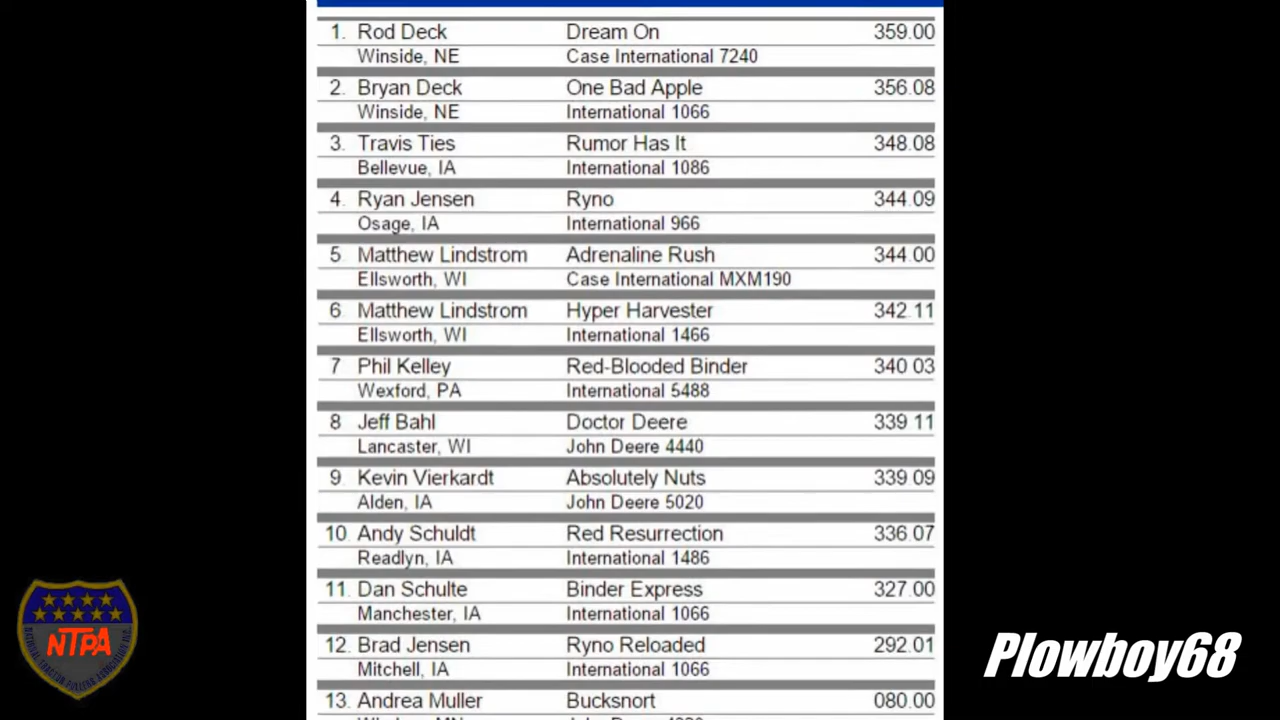 1. Rod Deck Dream On 359.00
Winside, NE Case International 7240
2. Bryan Deck One Bad Apple 356.08
Winside, NE International 1066
3. Travis Ties Rumor Has It 348.08
Bellevue, IA International 1086
4. Ryan Jensen Ryno 344.09
Osage, IA International 966
5. Matthew Lindstrom Adrenaline Rush 344.00
Ellsworth, WI Case International MXM190
6. Matthew Lindstrom Hyper Harvester 342.11
Ellsworth, WI International 1466
7 Phil Kelley Red-Blooded Binder 340 03
Wexford, PA International 5488
8 Jeff Bahl Doctor Deere 339 11
Lancaster, WI John Deere 4440
9. Kevin Vierkardt Absolutely Nuts 339 09
Alden, IA John Deere 5020
10. Andy Schuldt Red Resurrection 336.07
Readlyn, IA International 1486
11. Dan Schulte Binder Express 327.00
Manchester, IA International 1066
12. Brad Jensen Ryno Reloaded 292.01
Mitchell, IA International 1066
13. Andrea Muller Bucksnort 080.00
NTPA
NATIONAL TRACTOR PULLERS ASSOCIATION INC.
Plowboy68